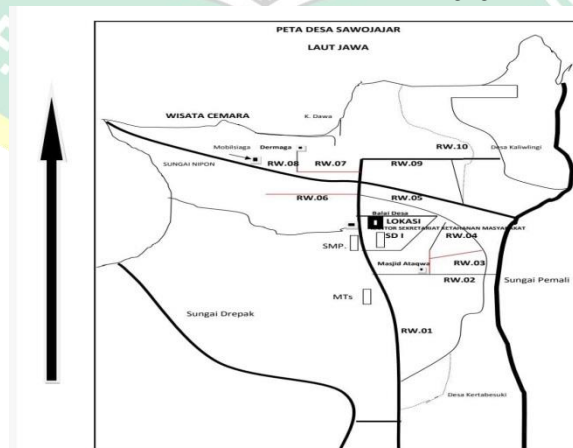 PETA DESA SAWOJAJAR
LAUT JAWA
WISATA CEMARA
K. Dawa
Mobilsiaga
Dermaga
RW.10
Desa Kaliwlingi
SUNGAI NIPON
RW.08
RW.07
RW.09
RW.06
RW.05
Balai Desa
LOKASI
TOR SEKRETARIAT KETAHANAN MASYARAKAT
SD I
RW.04
SMP.
Masjid Ataqwa
RW.03
RW.02
Sungai Pemali
MTs
Sungai Drepak
RW.01
Desa Kertabesuki